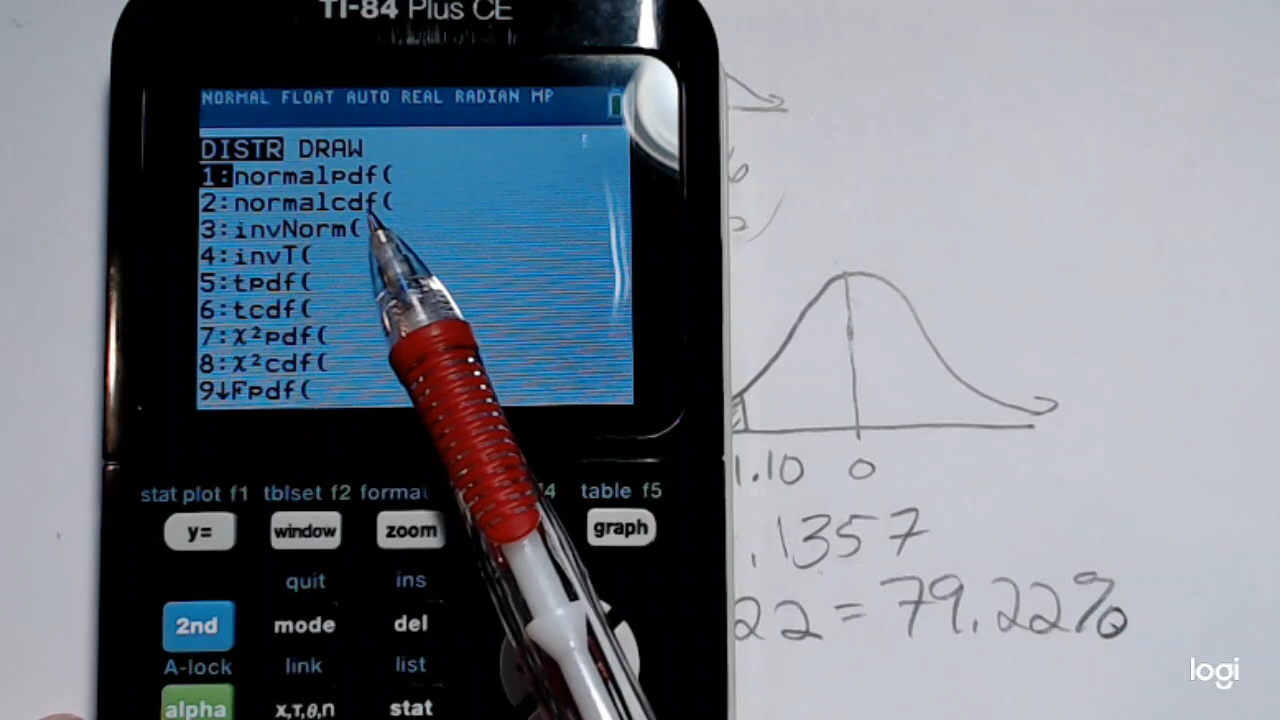 TI-84 Plus CE
NORMAL FLOAT AUTO REAL RADIAN MP
DISTR DRAW
1:normalpdf(
2:normalcdf(
3:invNorm(
4:invT(
5:tpdf(
6:tcdf(
7:χ²pdf(
8:χ²cdf(
9↓Fpdf(
stat plot f1 tblset f2 format f4 table f5
y= window zoom graph
quit ins
2nd mode del
A-lock link list
alpha X,T,θ,n stat
6
1.10 0
.1357
22 = 79.22%
logi